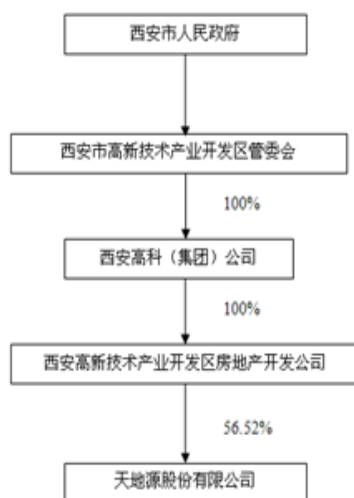 西安市人民政府
西安市高新技术产业开发区管委会
100%
西安高科（集团）公司
100%
西安高新技术产业开发区房地产开发公司
56.52%
天地源股份有限公司